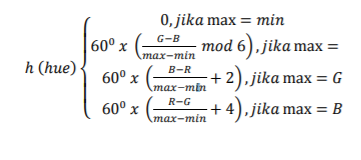 h (hue)
0, jika max = min
60⁰ x (G−B / max−min mod 6), jika max =
60⁰ x (B−R / max−min + 2), jika max = G
60⁰ x (R−G / max−min + 4), jika max = B